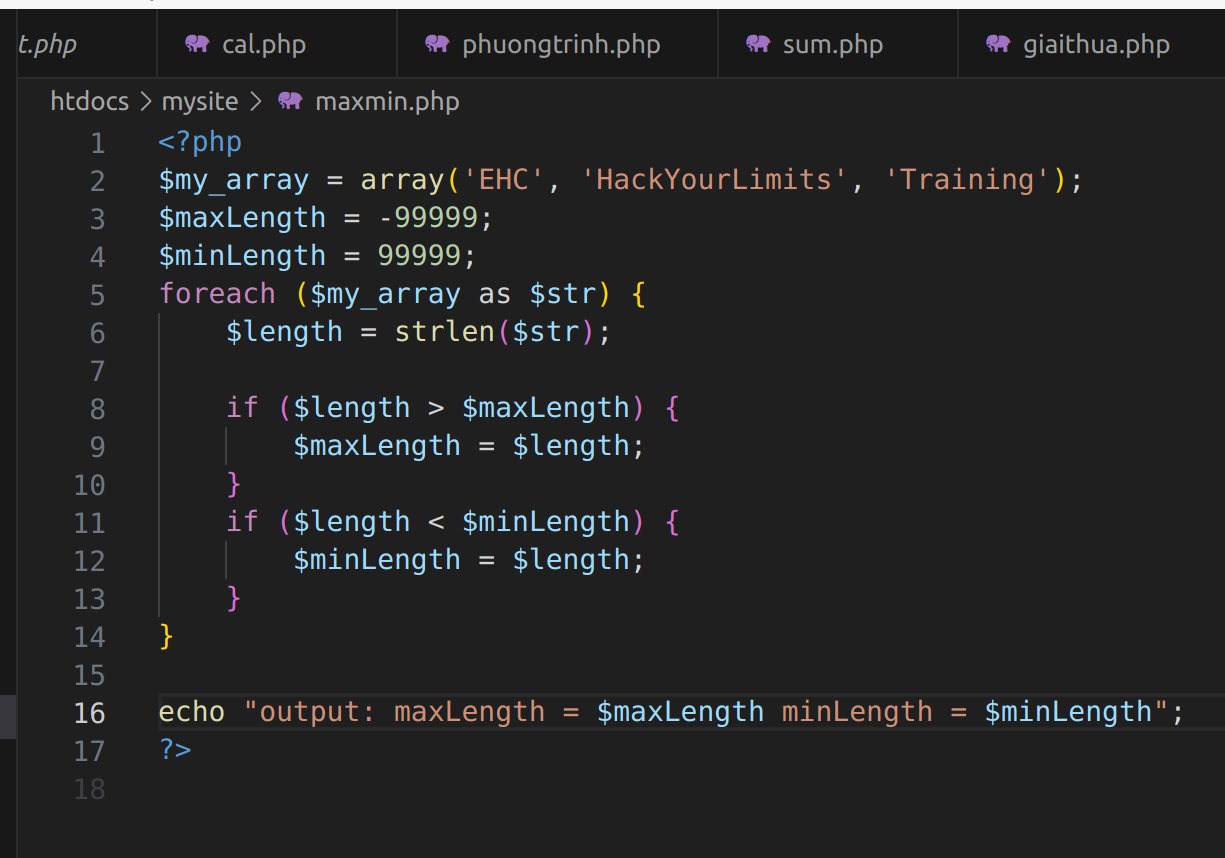 t.php cal.php phuongtrinh.php sum.php giaithua.php
htdocs > mysite > maxmin.php
1 <?php
2 $my_array = array('EHC', 'HackYourLimits', 'Training');
3 $maxLength = -99999;
4 $minLength = 99999;
5 foreach ($my_array as $str) {
6     $length = strlen($str);
7
8     if ($length > $maxLength) {
9         $maxLength = $length;
10     }
11     if ($length < $minLength) {
12         $minLength = $length;
13     }
14 }
15
16 echo "output: maxLength = $maxLength minLength = $minLength";
17 ?>
18